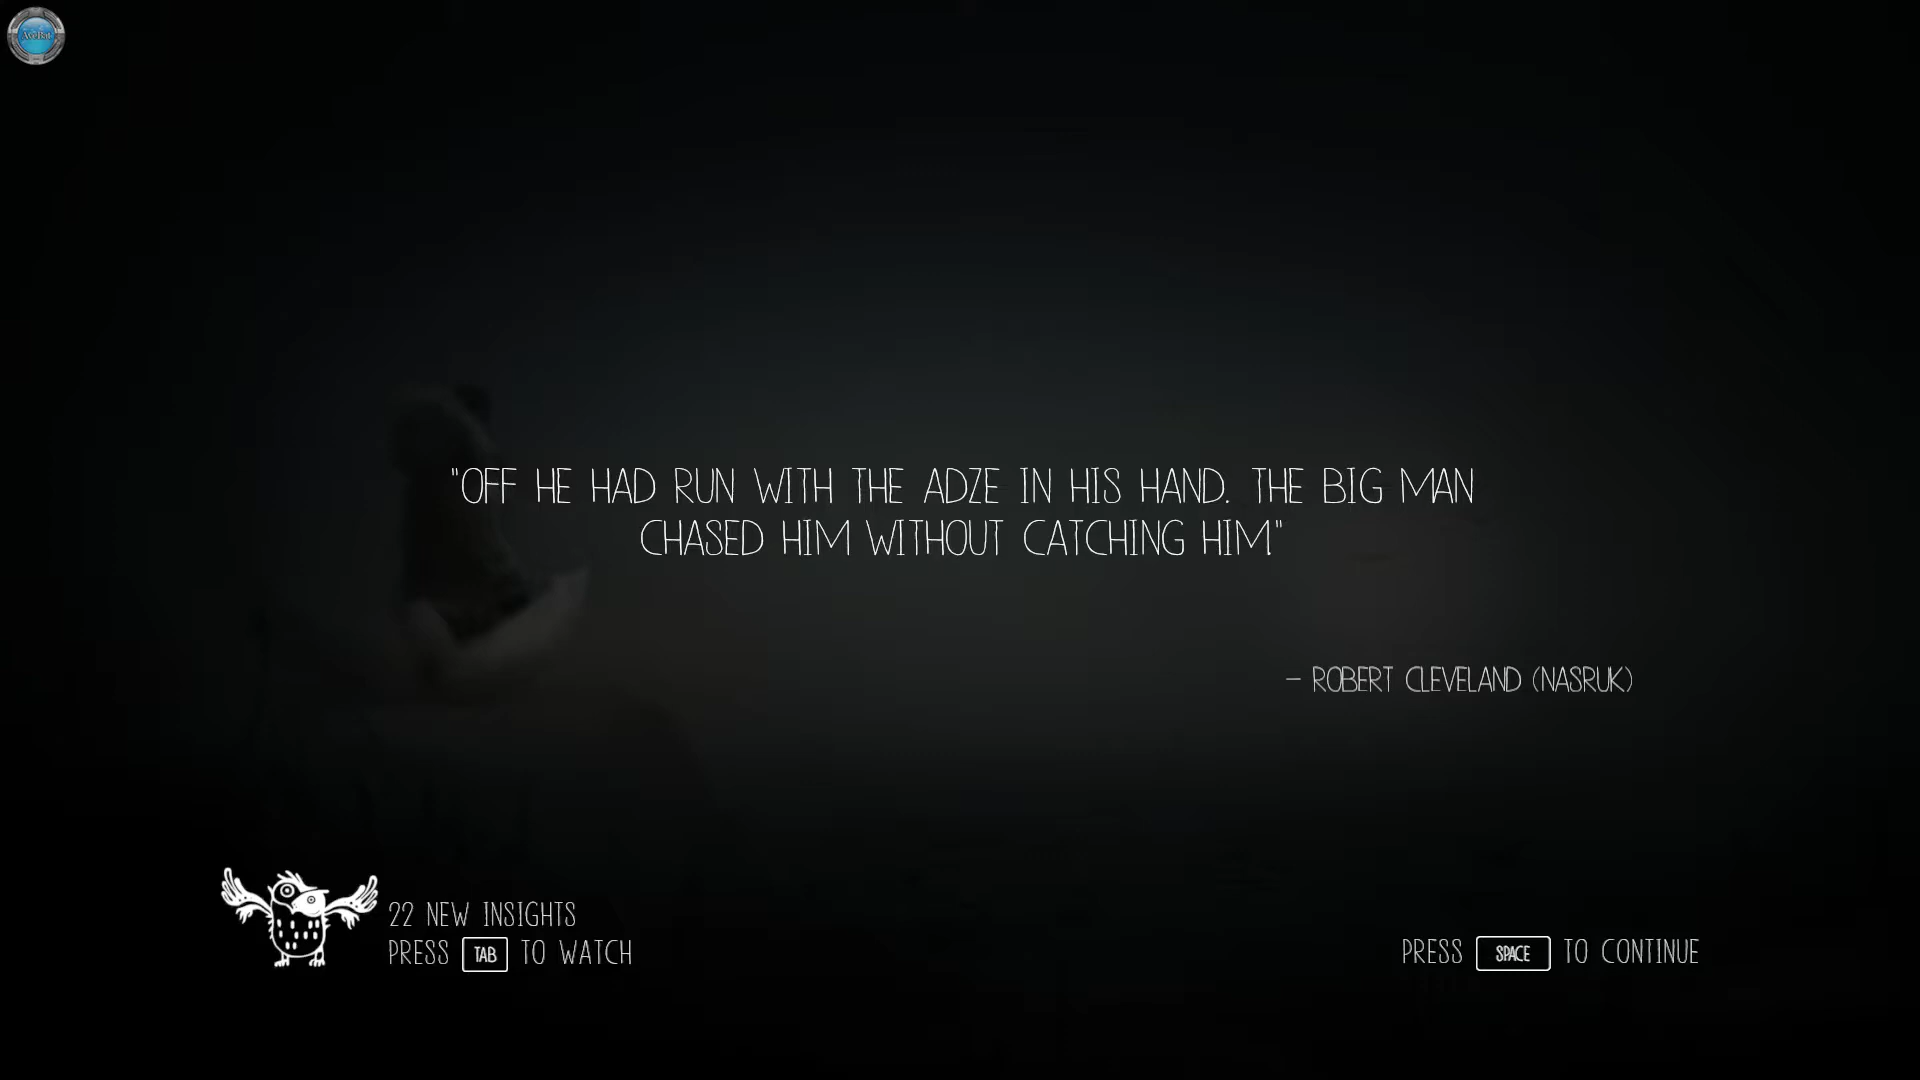 "OFF HE HAD RUN WITH THE ADZE IN HIS HAND. THE BIG MAN
CHASED HIM WITHOUT CATCHING HIM."
- ROBERT CLEVELAND (NASRUK)
22 NEW INSIGHTS
PRESS TAB TO WATCH
PRESS SPACE TO CONTINUE